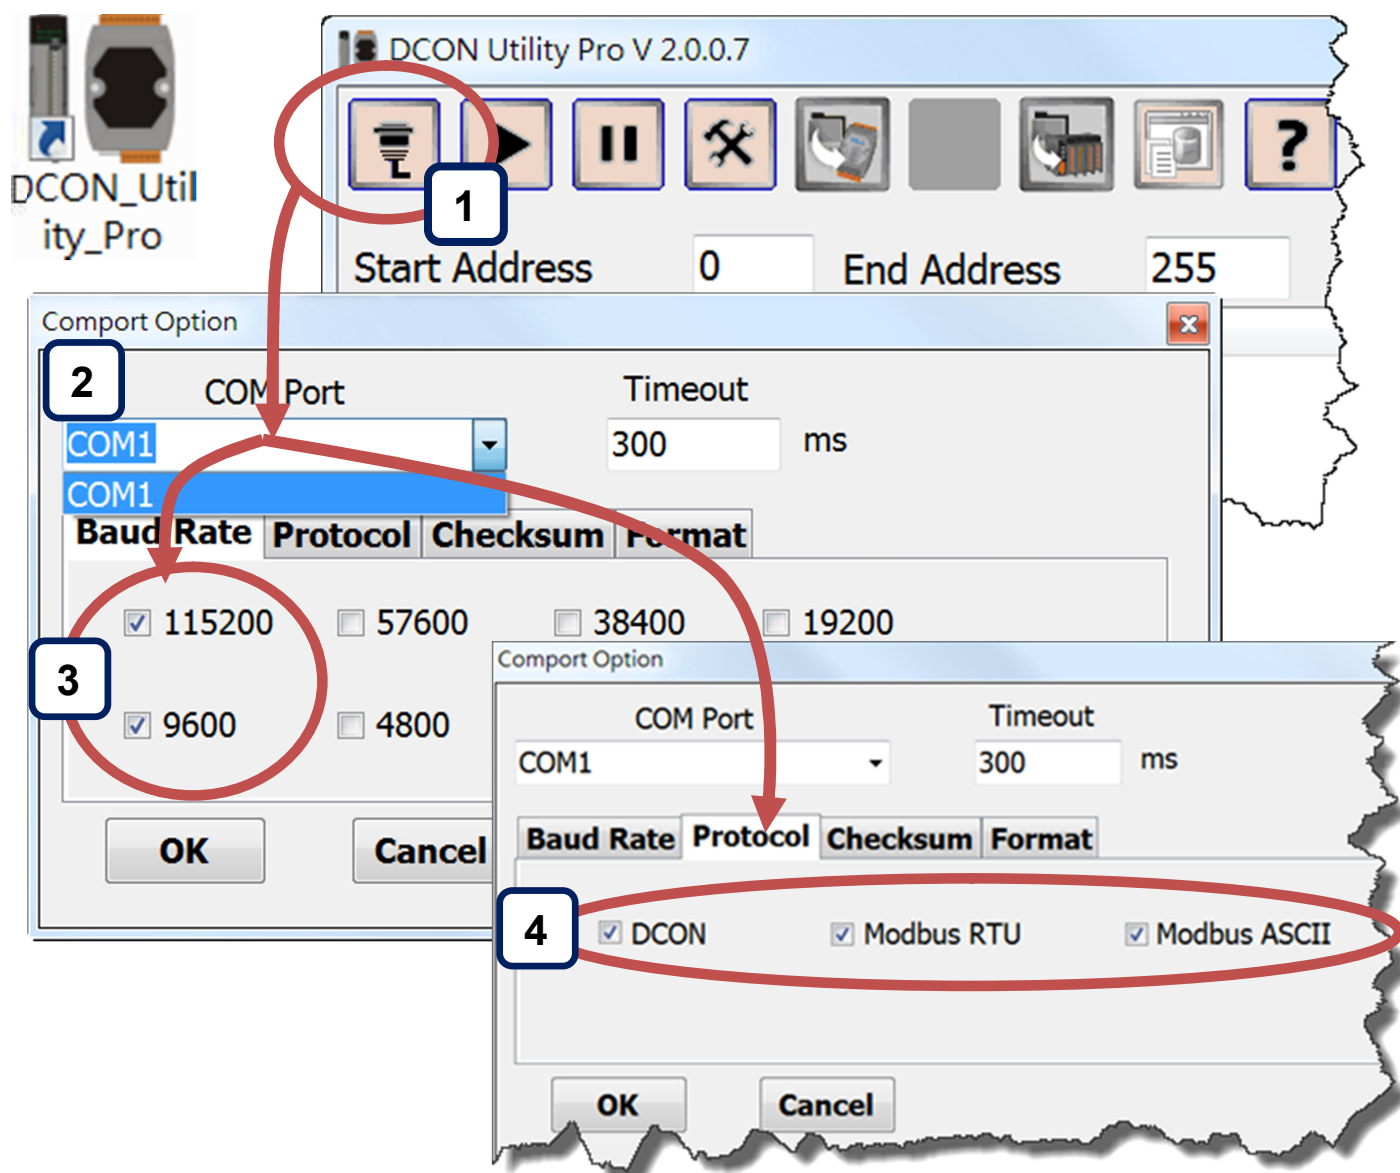 DCON_Util
ity_Pro
DCON Utility Pro V 2.0.0.7
?
1
Start Address 0 End Address 255
Comport Option
2
COM Port Timeout
COM1 300 ms
COM1
Baud Rate Protocol Checksum Format
115200 57600 38400 19200
3
9600 4800
OK Cancel
Comport Option
COM Port Timeout
COM1 300 ms
Baud Rate Protocol Checksum Format
4
DCON Modbus RTU Modbus ASCII
OK Cancel